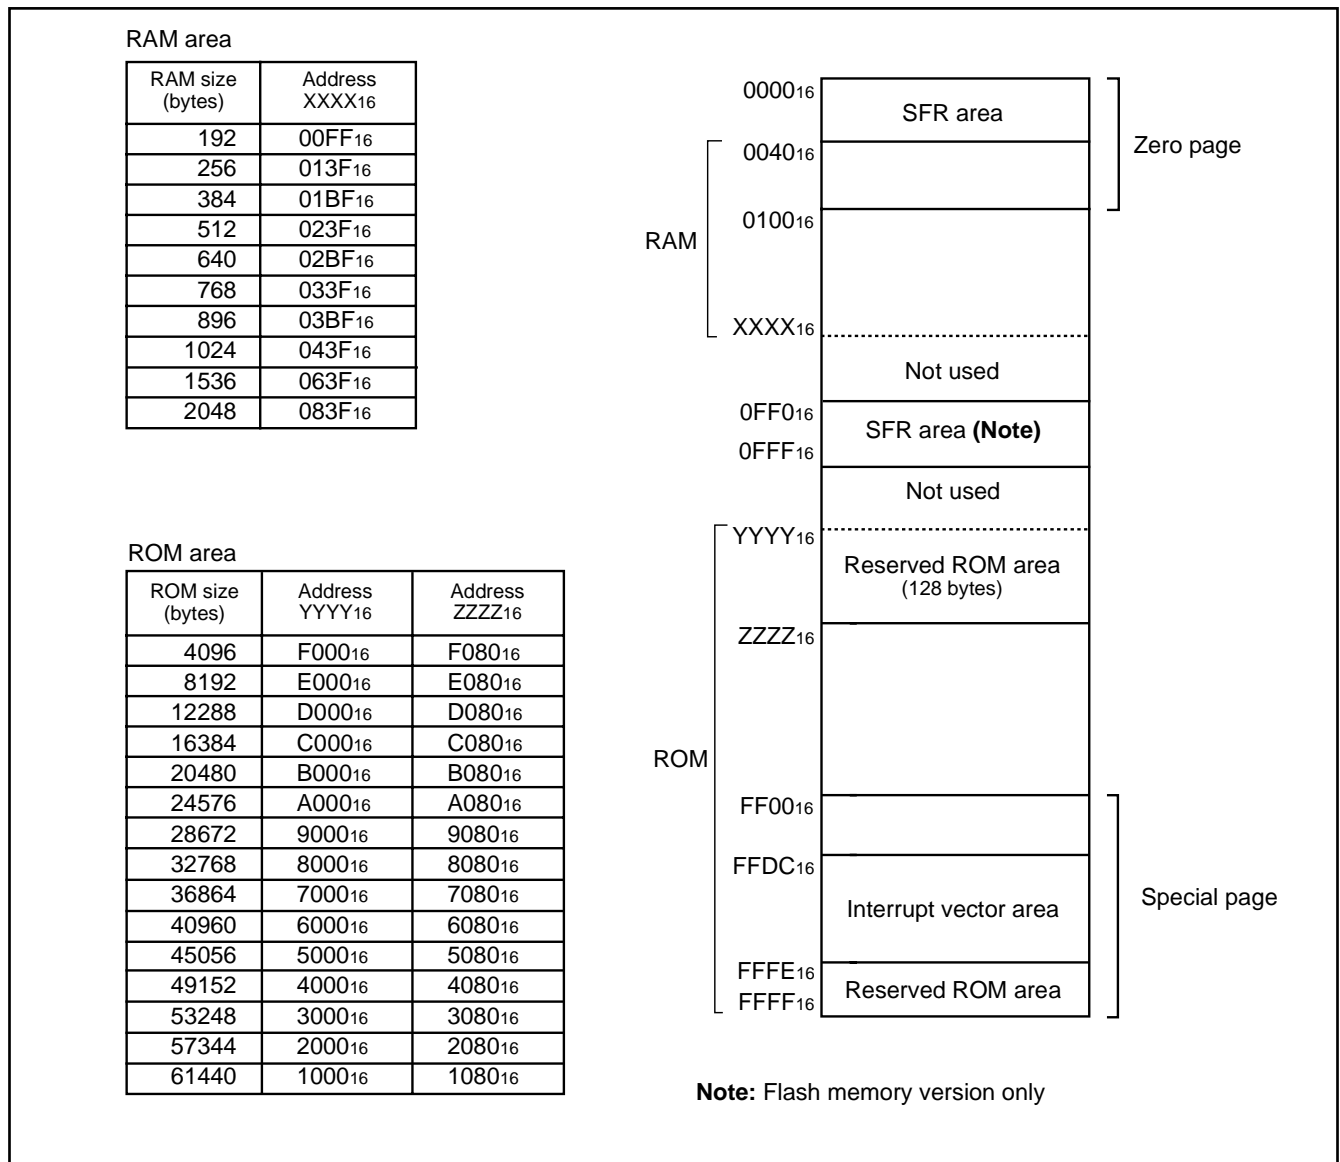 RAM area
RAM size (bytes) Address XXXX16
192 00FF16
256 013F16
384 01BF16
512 023F16
640 02BF16
768 033F16
896 03BF16
1024 043F16
1536 063F16
2048 083F16
ROM area
ROM size (bytes) Address YYYY16 Address ZZZZ16
4096 F00016 F08016
8192 E00016 E08016
12288 D00016 D08016
16384 C00016 C08016
20480 B00016 B08016
24576 A00016 A08016
28672 900016 908016
32768 800016 808016
36864 700016 708016
40960 600016 608016
45056 500016 508016
49152 400016 408016
53248 300016 308016
57344 200016 208016
61440 100016 108016
000016
SFR area
Zero page
004016
010016
RAM
XXXX16
Not used
0FF016
SFR area (Note)
0FFF16
Not used
YYYY16
Reserved ROM area
(128 bytes)
ZZZZ16
ROM
FF0016
FFDC16
Interrupt vector area
Special page
FFFE16
Reserved ROM area
FFFF16
Note: Flash memory version only